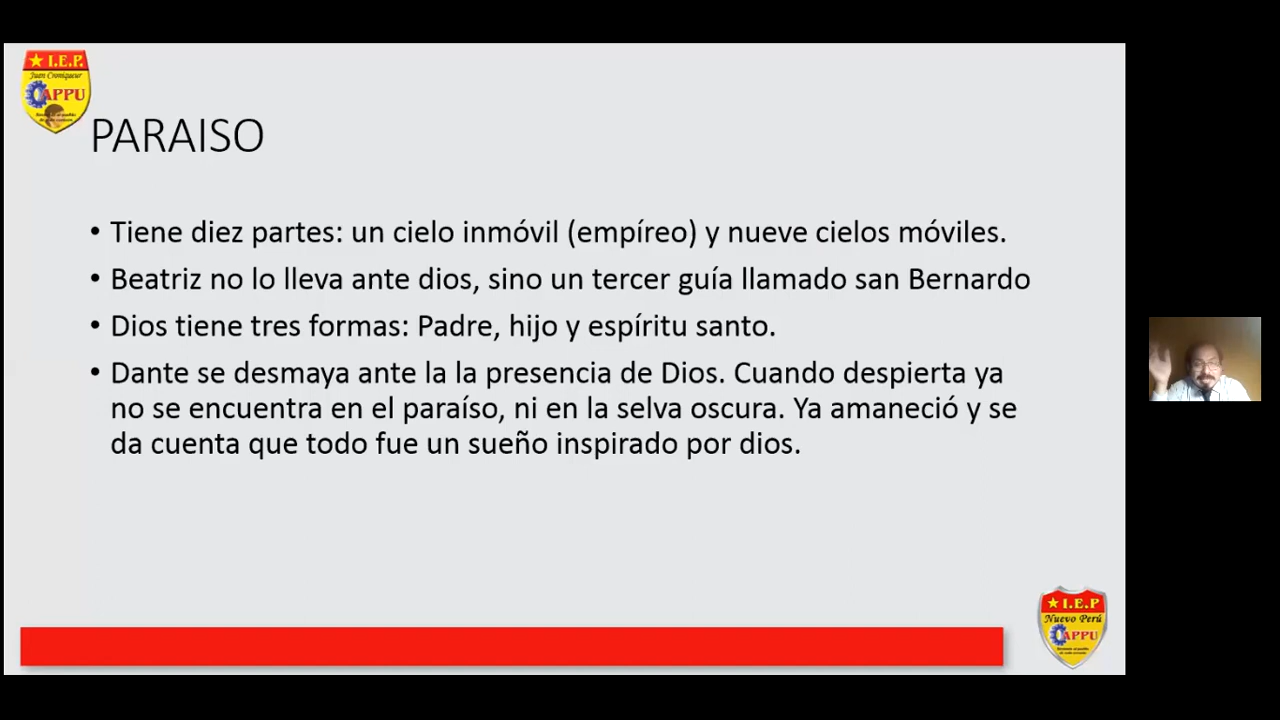 ★ I.E.P.
Juan Croniqueur
CAPPU
PARAISO
• Tiene diez partes: un cielo inmóvil (empíreo) y nueve cielos móviles.
• Beatriz no lo lleva ante dios, sino un tercer guía llamado san Bernardo
• Dios tiene tres formas: Padre, hijo y espíritu santo.
• Dante se desmaya ante la la presencia de Dios. Cuando despierta ya
no se encuentra en el paraíso, ni en la selva oscura. Ya amaneció y se
da cuenta que todo fue un sueño inspirado por dios.
★ I.E.P
Nuevo Perú
CAPPU